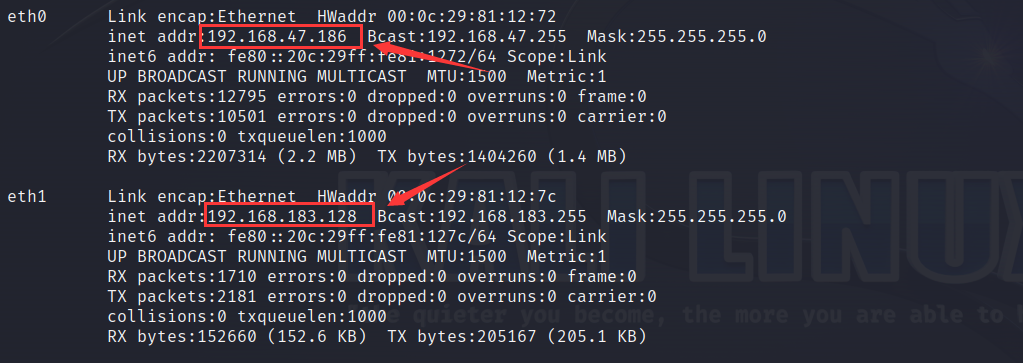 eth0 Link encap:Ethernet HWaddr 00:0c:29:81:12:72
inet addr:192.168.47.186 Bcast:192.168.47.255 Mask:255.255.255.0
inet6 addr: fe80::20c:29ff:fe81:1272/64 Scope:Link
UP BROADCAST RUNNING MULTICAST MTU:1500 Metric:1
RX packets:12795 errors:0 dropped:0 overruns:0 frame:0
TX packets:10501 errors:0 dropped:0 overruns:0 carrier:0
collisions:0 txqueuelen:1000
RX bytes:2207314 (2.2 MB) TX bytes:1404260 (1.4 MB)
eth1 Link encap:Ethernet HWaddr 00:0c:29:81:12:7c
inet addr:192.168.183.128 Bcast:192.168.183.255 Mask:255.255.255.0
inet6 addr: fe80::20c:29ff:fe81:127c/64 Scope:Link
UP BROADCAST RUNNING MULTICAST MTU:1500 Metric:1
RX packets:1710 errors:0 dropped:0 overruns:0 frame:0
TX packets:2181 errors:0 dropped:0 overruns:0 carrier:0
collisions:0 txqueuelen:1000
RX bytes:152660 (152.6 KB) TX bytes:205167 (205.1 KB)
KALI LINUX
quieter you become, the more you are able to